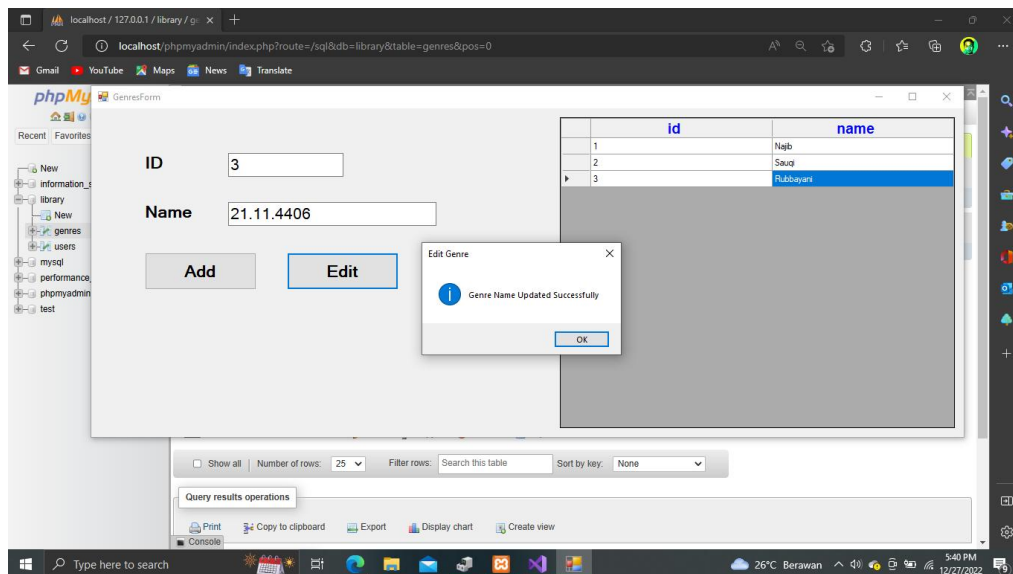 localhost / 127.0.0.1 / library / ge
localhost/phpmyadmin/index.php?route=/sql&db=library&table=genres&pos=0
Gmail YouTube Maps News Translate
phpMy
GenresForm
Recent Favorites
New
information_s
library
New
genres
users
mysql
performance_
phpmyadmin
test
ID 3
Name 21.11.4406
Add Edit
id name
1 Najib
2 Sauqi
3 Rubbayani
Edit Genre
Genre Name Updated Successfully
OK
Show all Number of rows: 25 Filter rows: Search this table Sort by key: None
Query results operations
Print Copy to clipboard Export Display chart Create view
Console
Type here to search
26°C Berawan
5:40 PM
12/27/2022